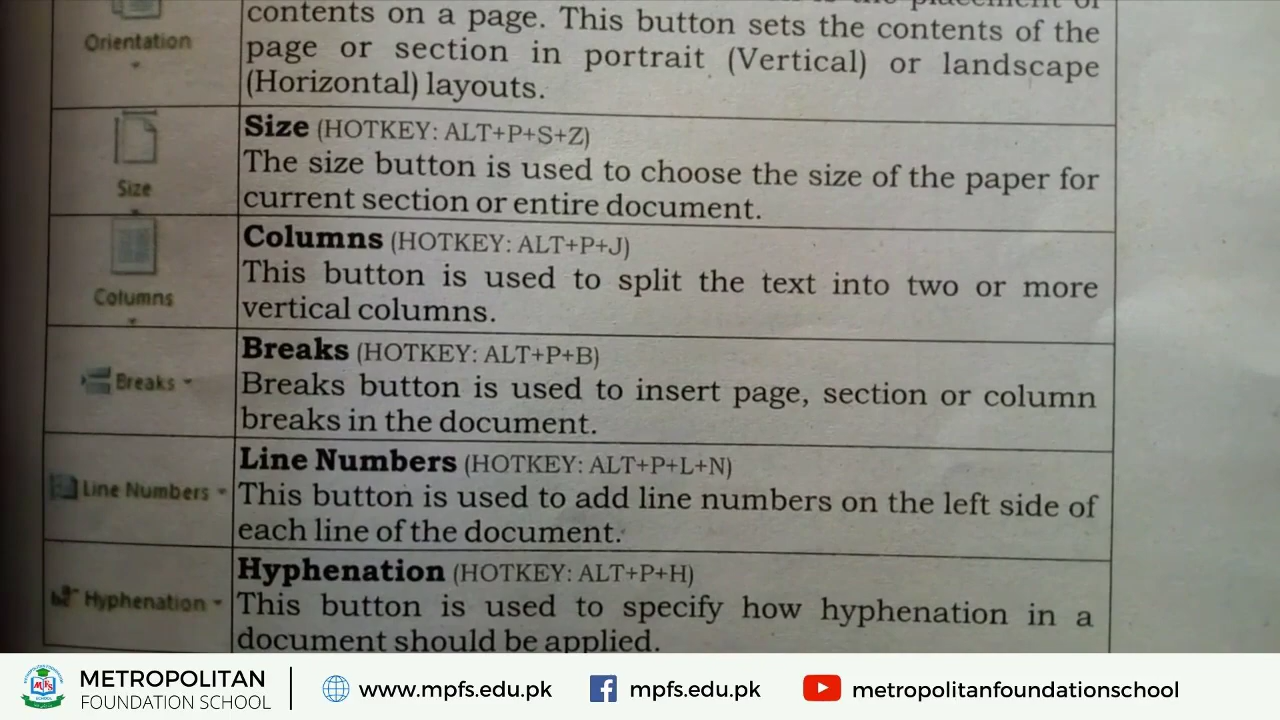 Orientation
contents on a page. This button sets the contents of the
page or section in portrait (Vertical) or landscape
(Horizontal) layouts.
Size
Size (HOTKEY: ALT+P+S+Z)
The size button is used to choose the size of the paper for
current section or entire document.
Columns
Columns (HOTKEY: ALT+P+J)
This button is used to split the text into two or more
vertical columns.
Breaks
Breaks (HOTKEY: ALT+P+B)
Breaks button is used to insert page, section or column
breaks in the document.
Line Numbers
Line Numbers (HOTKEY: ALT+P+L+N)
This button is used to add line numbers on the left side of
each line of the document.
Hyphenation
Hyphenation (HOTKEY: ALT+P+H)
This button is used to specify how hyphenation in a
document should be applied.
METROPOLITAN
FOUNDATION SCHOOL
www.mpfs.edu.pk
mpfs.edu.pk
metropolitanfoundationschool